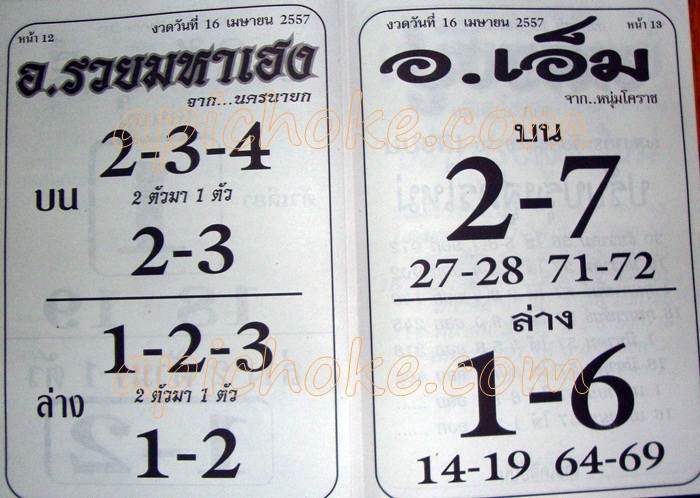 หน้า 12
งวดวันที่ 16 เมษายน 2557
อ.รวยมหาเฮง
จาก...นครนายก
2-3-4
บน
2 ตัวมา 1 ตัว
2-3
1-2-3
ล่าง
2 ตัวมา 1 ตัว
1-2
งวดวันที่ 16 เมษายน 2557
หน้า 13
อ.เอ็ม
จาก..หนุ่มโคราช
บน
2-7
27-28 71-72
ล่าง
1-6
14-19 64-69
apichoke.com
apichoke.com